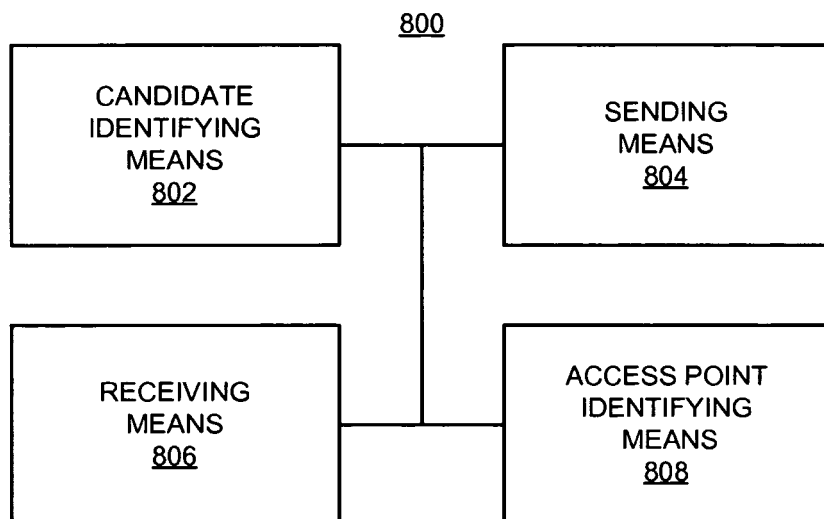 800
CANDIDATE
IDENTIFYING
MEANS
802
SENDING
MEANS
804
RECEIVING
MEANS
806
ACCESS POINT
IDENTIFYING
MEANS
808